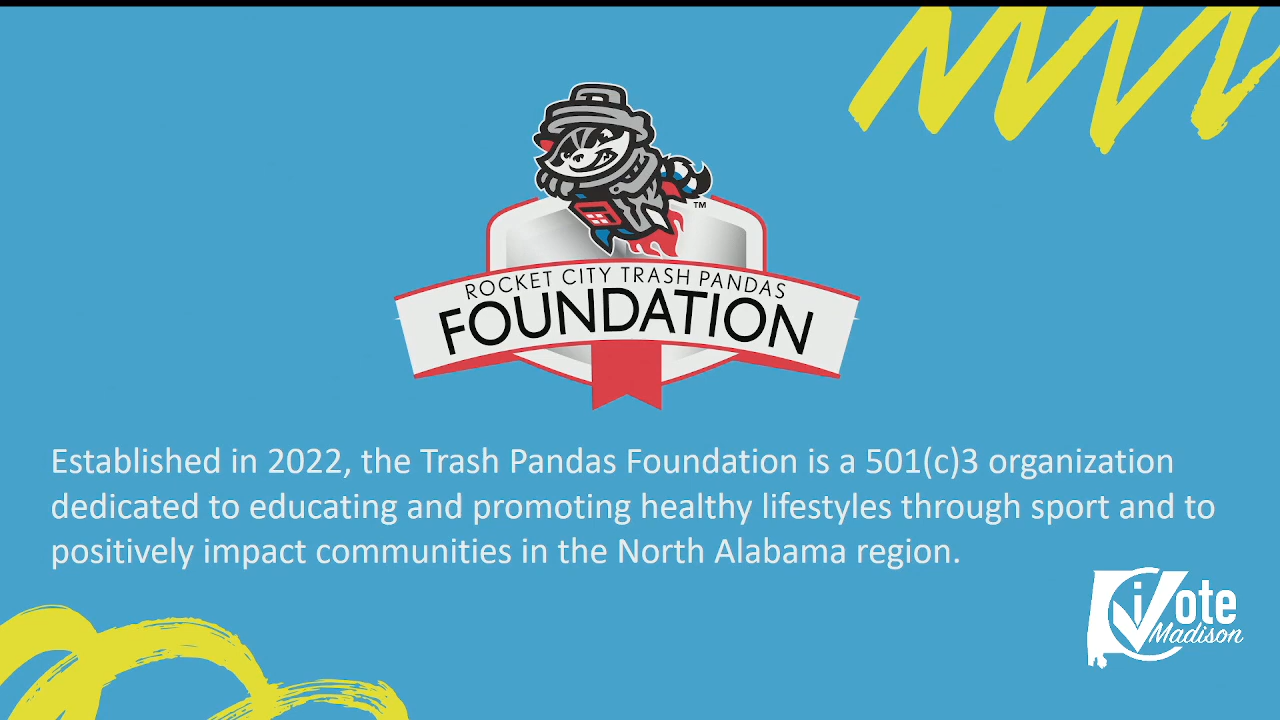 TM
ROCKET CITY TRASH PANDAS
FOUNDATION
Established in 2022, the Trash Pandas Foundation is a 501(c)3 organization
dedicated to educating and promoting healthy lifestyles through sport and to
positively impact communities in the North Alabama region.
iVote
Madison